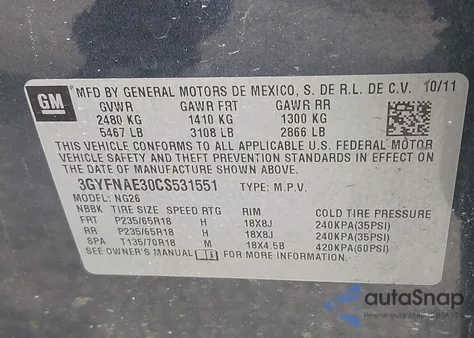 GM
MFD BY GENERAL MOTORS DE MEXICO, S. DE R.L. DE C.V. 10/11
GVWR GAWR FRT GAWR RR
2480 KG 1410 KG 1300 KG
5467 LB 3108 LB 2866 LB
THIS VEHICLE CONFORMS TO ALL APPLICABLE U.S. FEDERAL MOTOR
VEHICLE SAFETY AND THEFT PREVENTION STANDARDS IN EFFECT ON
THE DATE OF MANUFACTURE SHOWN ABOVE.
3GYFNAE30CS531551 TYPE: M.P.V.
MODEL: NG26
NBBK TIRE SIZE SPEED RTG RIM COLD TIRE PRESSURE
FRT P235/65R18 H 18X8J 240KPA(35PSI)
RR P235/65R18 H 18X8J 240KPA(35PSI)
SPA T135/70R18 M 18X4.5B 420KPA(60PSI)
SEE OWNER'S MANUAL FOR ADDITIONAL INFORMATION.
autoSnap